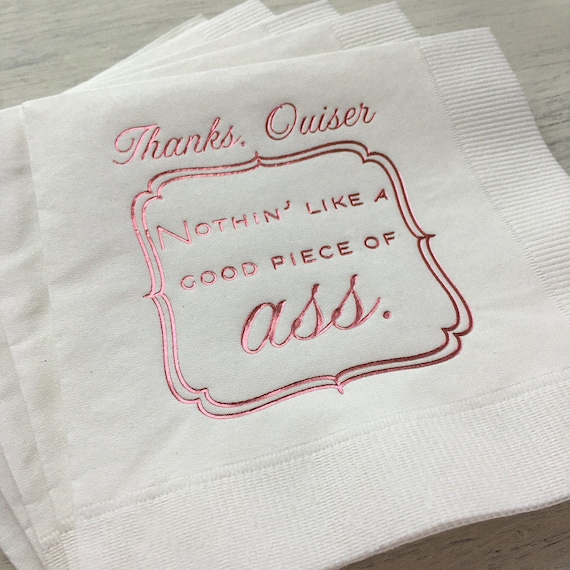 Thanks, Ouiser
NOTHIN' LIKE A
GOOD PIECE OF
ass.